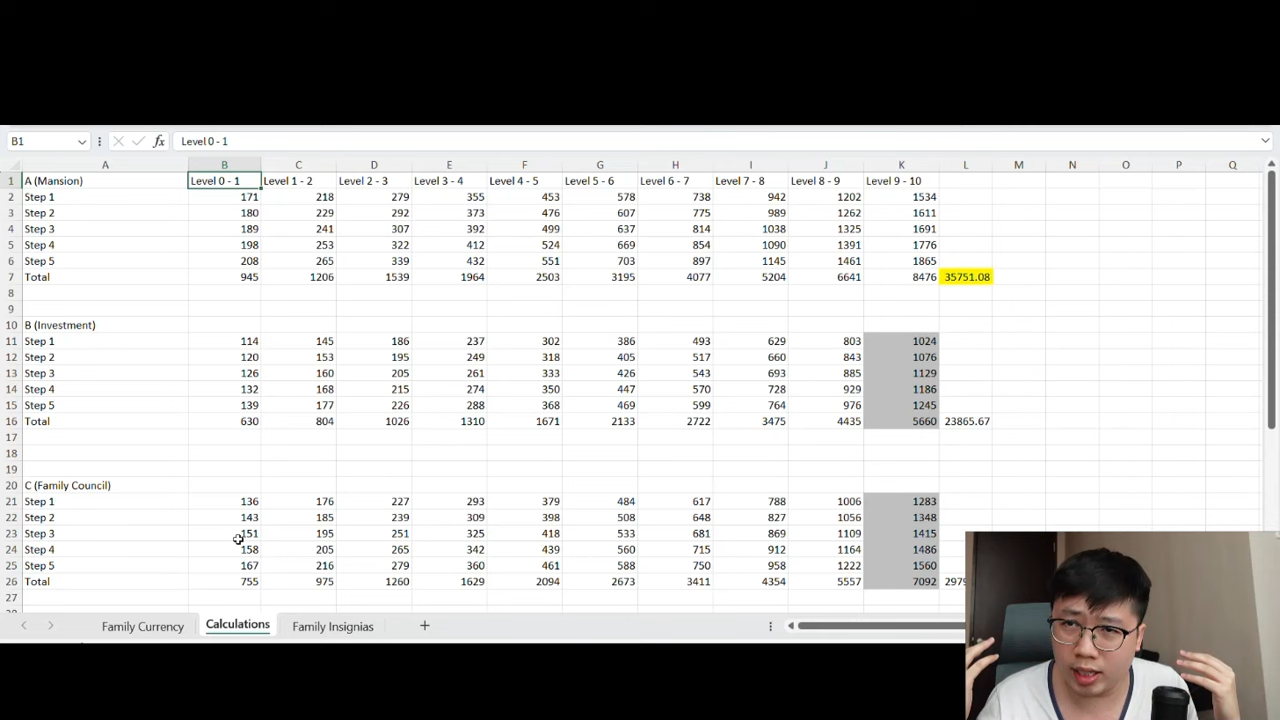 B1 Level 0 - 1
A B C D E F G H I J K L M N O P Q
1 A (Mansion) Level 0 - 1 Level 1 - 2 Level 2 - 3 Level 3 - 4 Level 4 - 5 Level 5 - 6 Level 6 - 7 Level 7 - 8 Level 8 - 9 Level 9 - 10
2 Step 1 171 218 279 355 453 578 738 942 1202 1534
3 Step 2 180 229 292 373 476 607 775 989 1262 1611
4 Step 3 189 241 307 392 499 637 814 1038 1325 1691
5 Step 4 198 253 322 412 524 669 854 1090 1391 1776
6 Step 5 208 265 339 432 551 703 897 1145 1461 1865
7 Total 945 1206 1539 1964 2503 3195 4077 5204 6641 8476 35751.08
8
9
10 B (Investment)
11 Step 1 114 145 186 237 302 386 493 629 803 1024
12 Step 2 120 153 195 249 318 405 517 660 843 1076
13 Step 3 126 160 205 261 333 426 543 693 885 1129
14 Step 4 132 168 215 274 350 447 570 728 929 1186
15 Step 5 139 177 226 288 368 469 599 764 976 1245
16 Total 630 804 1026 1310 1671 2133 2722 3475 4435 5660 23865.67
17
18
19
20 C (Family Council)
21 Step 1 136 176 227 293 379 484 617 788 1006 1283
22 Step 2 143 185 239 309 398 508 648 827 1056 1348
23 Step 3 151 195 251 325 418 533 681 869 1109 1415
24 Step 4 158 205 265 342 439 560 715 912 1164 1486
25 Step 5 167 216 279 360 461 588 750 958 1222 1560
26 Total 755 975 1260 1629 2094 2673 3411 4354 5557 7092
27
Family Currency Calculations Family Insignias